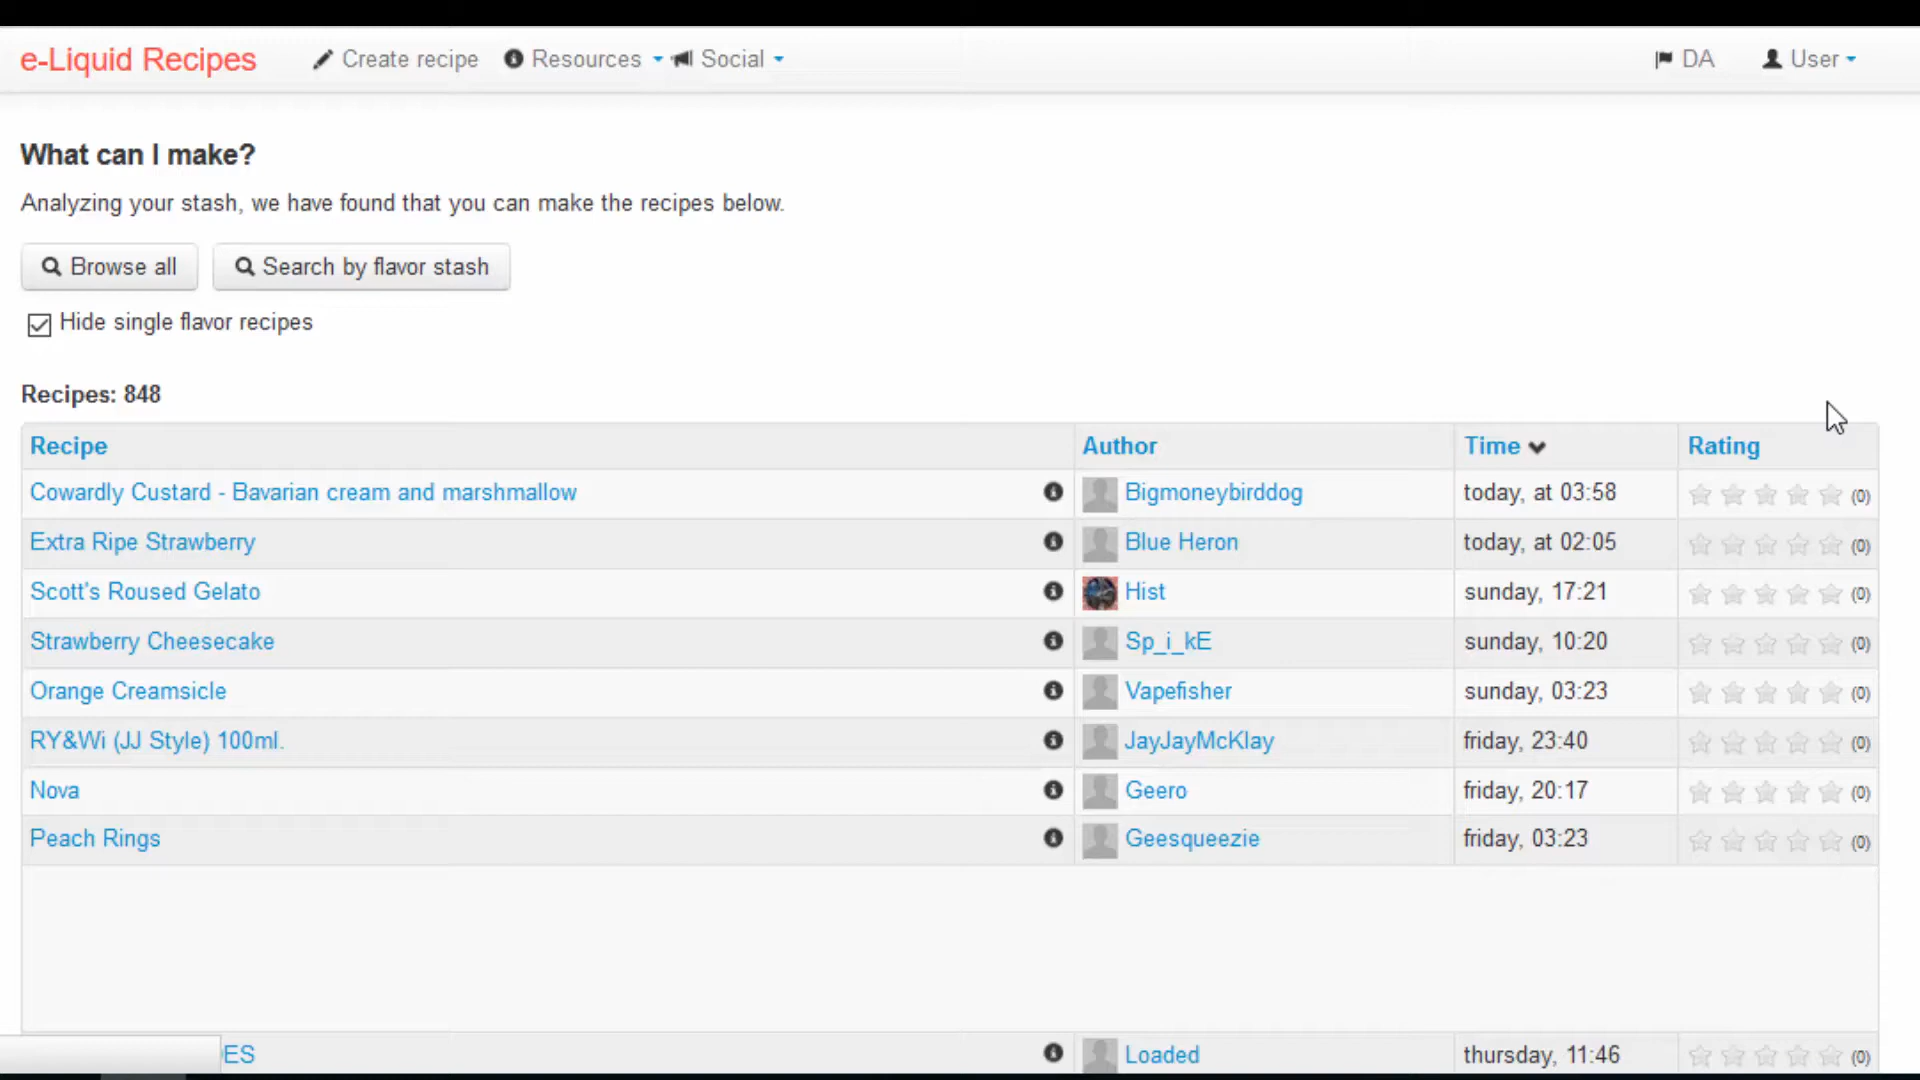 e-Liquid Recipes Create recipe Resources Social DA User
What can I make?
Analyzing your stash, we have found that you can make the recipes below.
Browse all Search by flavor stash
Hide single flavor recipes
Recipes: 848
Recipe Author Time Rating
Cowardly Custard - Bavarian cream and marshmallow Bigmoneybirddog today, at 03:58 (0)
Extra Ripe Strawberry Blue Heron today, at 02:05 (0)
Scott's Roused Gelato Hist sunday, 17:21 (0)
Strawberry Cheesecake Sp_i_kE sunday, 10:20 (0)
Orange Creamsicle Vapefisher sunday, 03:23 (0)
RY&Wi (JJ Style) 100ml. JayJayMcKlay friday, 23:40 (0)
Nova Geero friday, 20:17 (0)
Peach Rings Geesqueezie friday, 03:23 (0)
ES Loaded thursday, 11:46 (0)